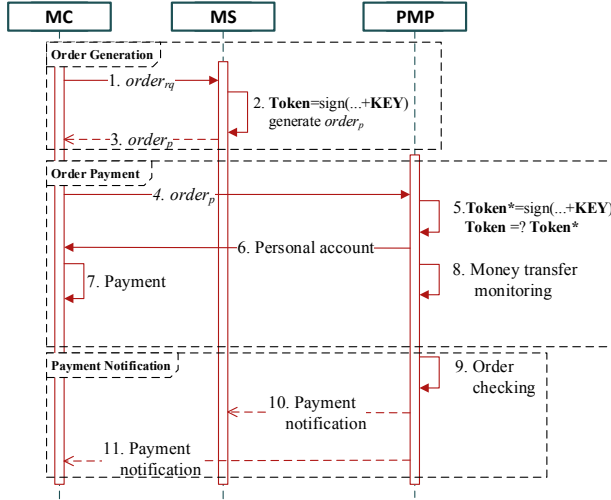 MC
MS
PMP
Order Generation
1. order_rq
2. Token=sign(...+KEY)
generate order_p
3. order_p
Order Payment
4. order_p
5.Token*=sign(...+KEY)
Token =? Token*
6. Personal account
7. Payment
8. Money transfer
monitoring
Payment Notification
9. Order
checking
10. Payment
notification
11. Payment
notification